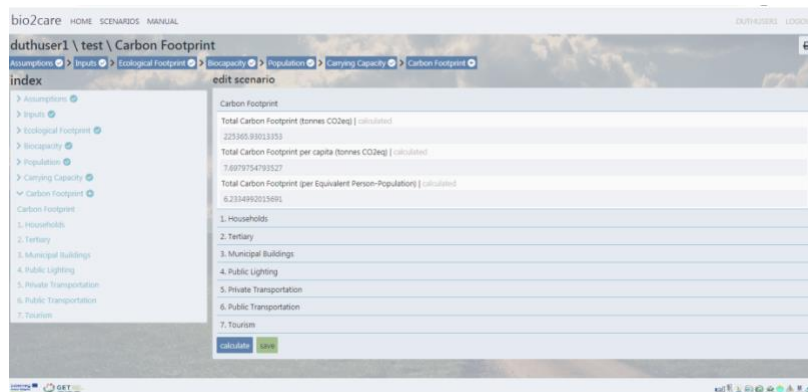 bio2care HOME SCENARIOS MANUAL DUTHUSER1
duthuser1 \ test \ Carbon Footprint
Assumptions > Inputs > Ecological Footprint > Biocapacity > Population > Carrying Capacity > Carbon Footprint
index
> Assumptions
> Inputs
> Ecological Footprint
> Biocapacity
> Population
> Carrying Capacity
Carbon Footprint
Carbon Footprint
1. Households
2. Tertiary
3. Municipal Buildings
4. Public Lighting
5. Private Transportation
6. Public Transportation
7. Tourism
edit scenario
Carbon Footprint
Total Carbon Footprint (tonnes CO2eq) | calculated
225365.93013353
Total Carbon Footprint per capita (tonnes CO2eq) | calculated
7.6979754793527
Total Carbon Footprint (per Equivalent Person-Population) | calculated
6.2334992015691
1. Households
2. Tertiary
3. Municipal Buildings
4. Public Lighting
5. Private Transportation
6. Public Transportation
7. Tourism
calculate save
GET